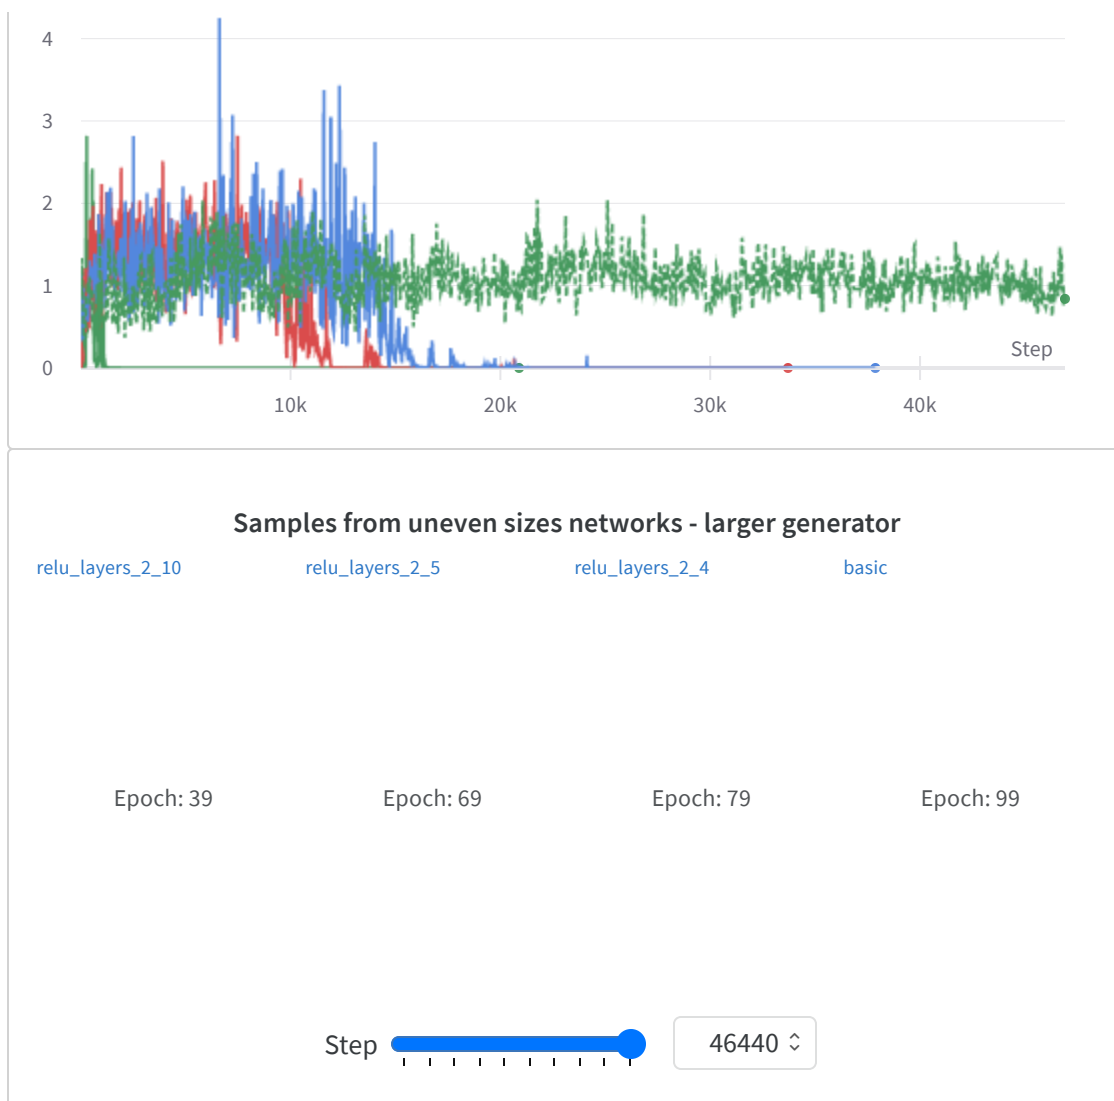 4
3
2
1
0
Step
10k 20k 30k 40k
Samples from uneven sizes networks - larger generator
relu_layers_2_10 relu_layers_2_5 relu_layers_2_4 basic
Epoch: 39 Epoch: 69 Epoch: 79 Epoch: 99
Step 46440